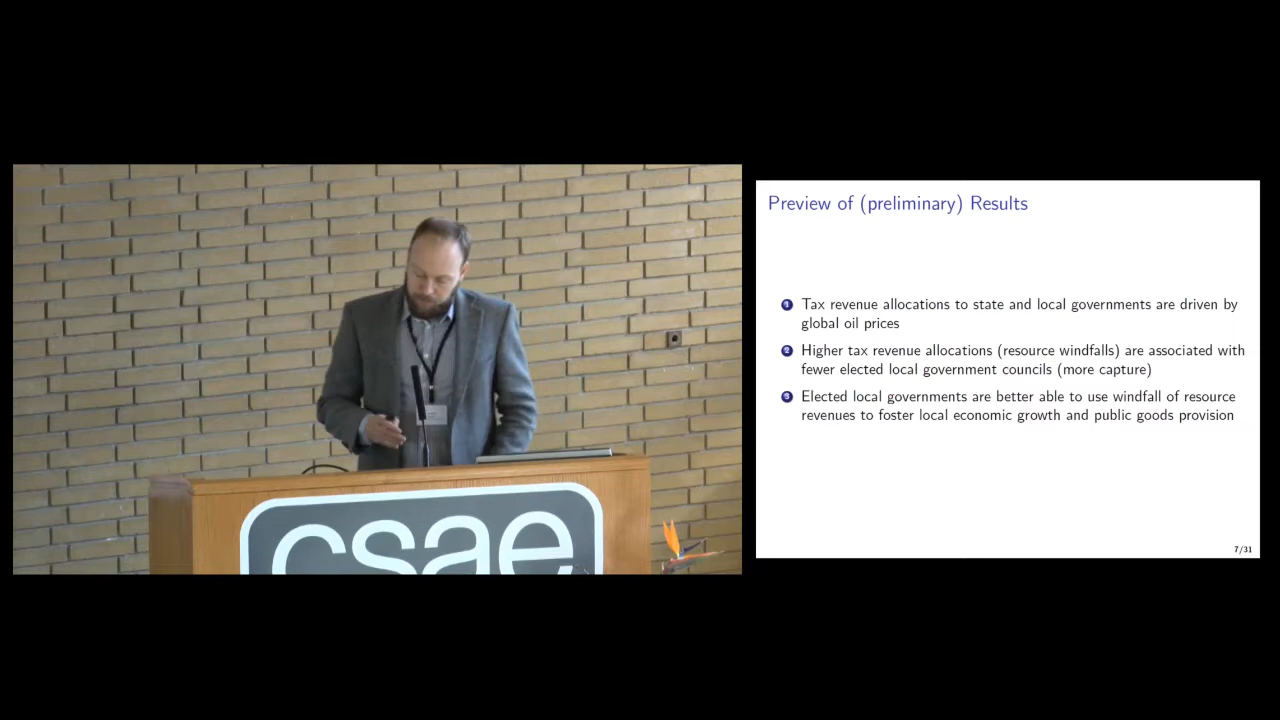 csae
Preview of (preliminary) Results
1 Tax revenue allocations to state and local governments are driven by
global oil prices
2 Higher tax revenue allocations (resource windfalls) are associated with
fewer elected local government councils (more capture)
3 Elected local governments are better able to use windfall of resource
revenues to foster local economic growth and public goods provision
7/31